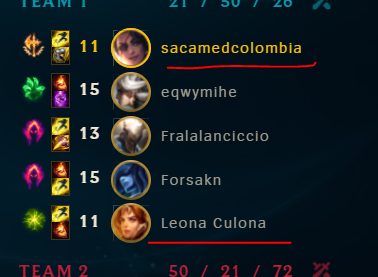 TEAM 1 21 / 50 / 26
11 sacamedcolombia
15 eqwymihe
13 Fralalanciccio
15 Forsakn
11 Leona Culona
TEAM 2 50 / 21 / 72